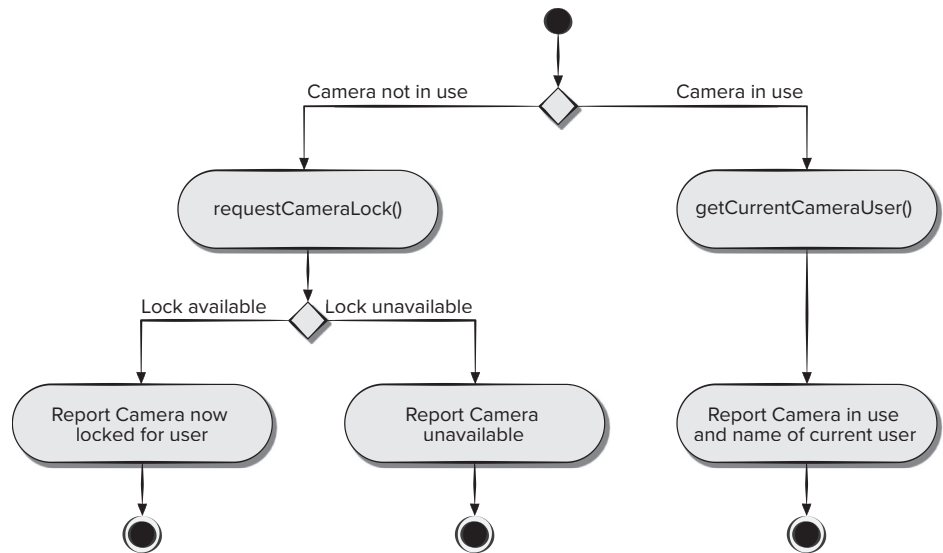 Camera not in use
Camera in use
requestCameraLock()
getCurrentCameraUser()
Lock available
Lock unavailable
Report Camera now
locked for user
Report Camera
unavailable
Report Camera in use
and name of current user